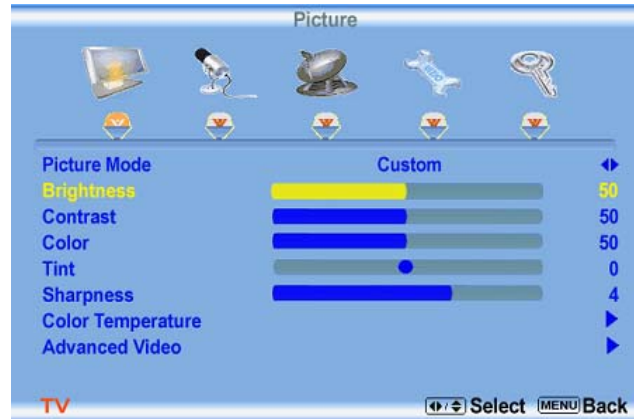 Picture
Picture Mode Custom
Brightness 50
Contrast 50
Color 50
Tint 0
Sharpness 4
Color Temperature
Advanced Video
TV Select MENU Back